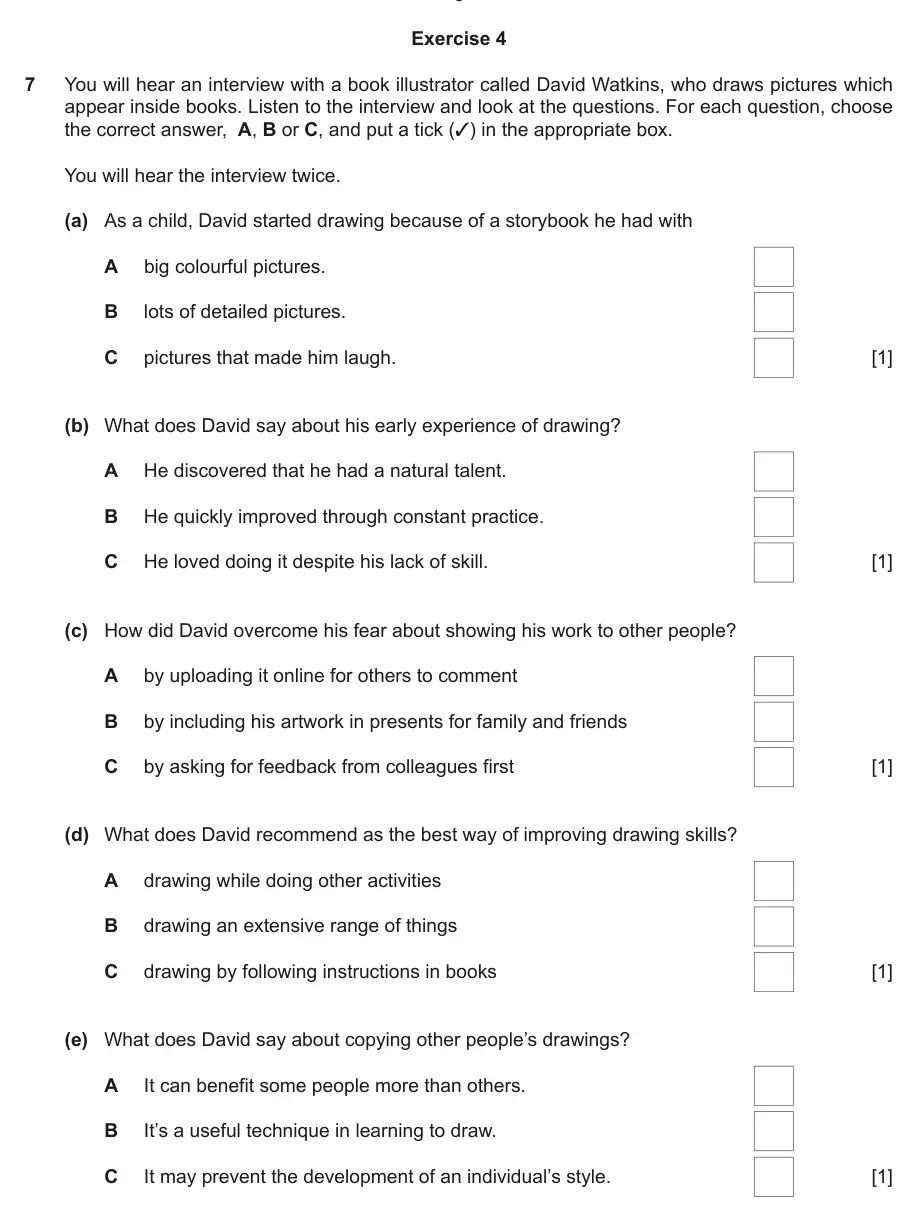 Exercise 4
7 You will hear an interview with a book illustrator called David Watkins, who draws pictures which
appear inside books. Listen to the interview and look at the questions. For each question, choose
the correct answer, A, B or C, and put a tick (✓) in the appropriate box.
You will hear the interview twice.
(a) As a child, David started drawing because of a storybook he had with
A big colourful pictures.
B lots of detailed pictures.
C pictures that made him laugh. [1]
(b) What does David say about his early experience of drawing?
A He discovered that he had a natural talent.
B He quickly improved through constant practice.
C He loved doing it despite his lack of skill. [1]
(c) How did David overcome his fear about showing his work to other people?
A by uploading it online for others to comment
B by including his artwork in presents for family and friends
C by asking for feedback from colleagues first [1]
(d) What does David recommend as the best way of improving drawing skills?
A drawing while doing other activities
B drawing an extensive range of things
C drawing by following instructions in books [1]
(e) What does David say about copying other people’s drawings?
A It can benefit some people more than others.
B It’s a useful technique in learning to draw.
C It may prevent the development of an individual’s style. [1]